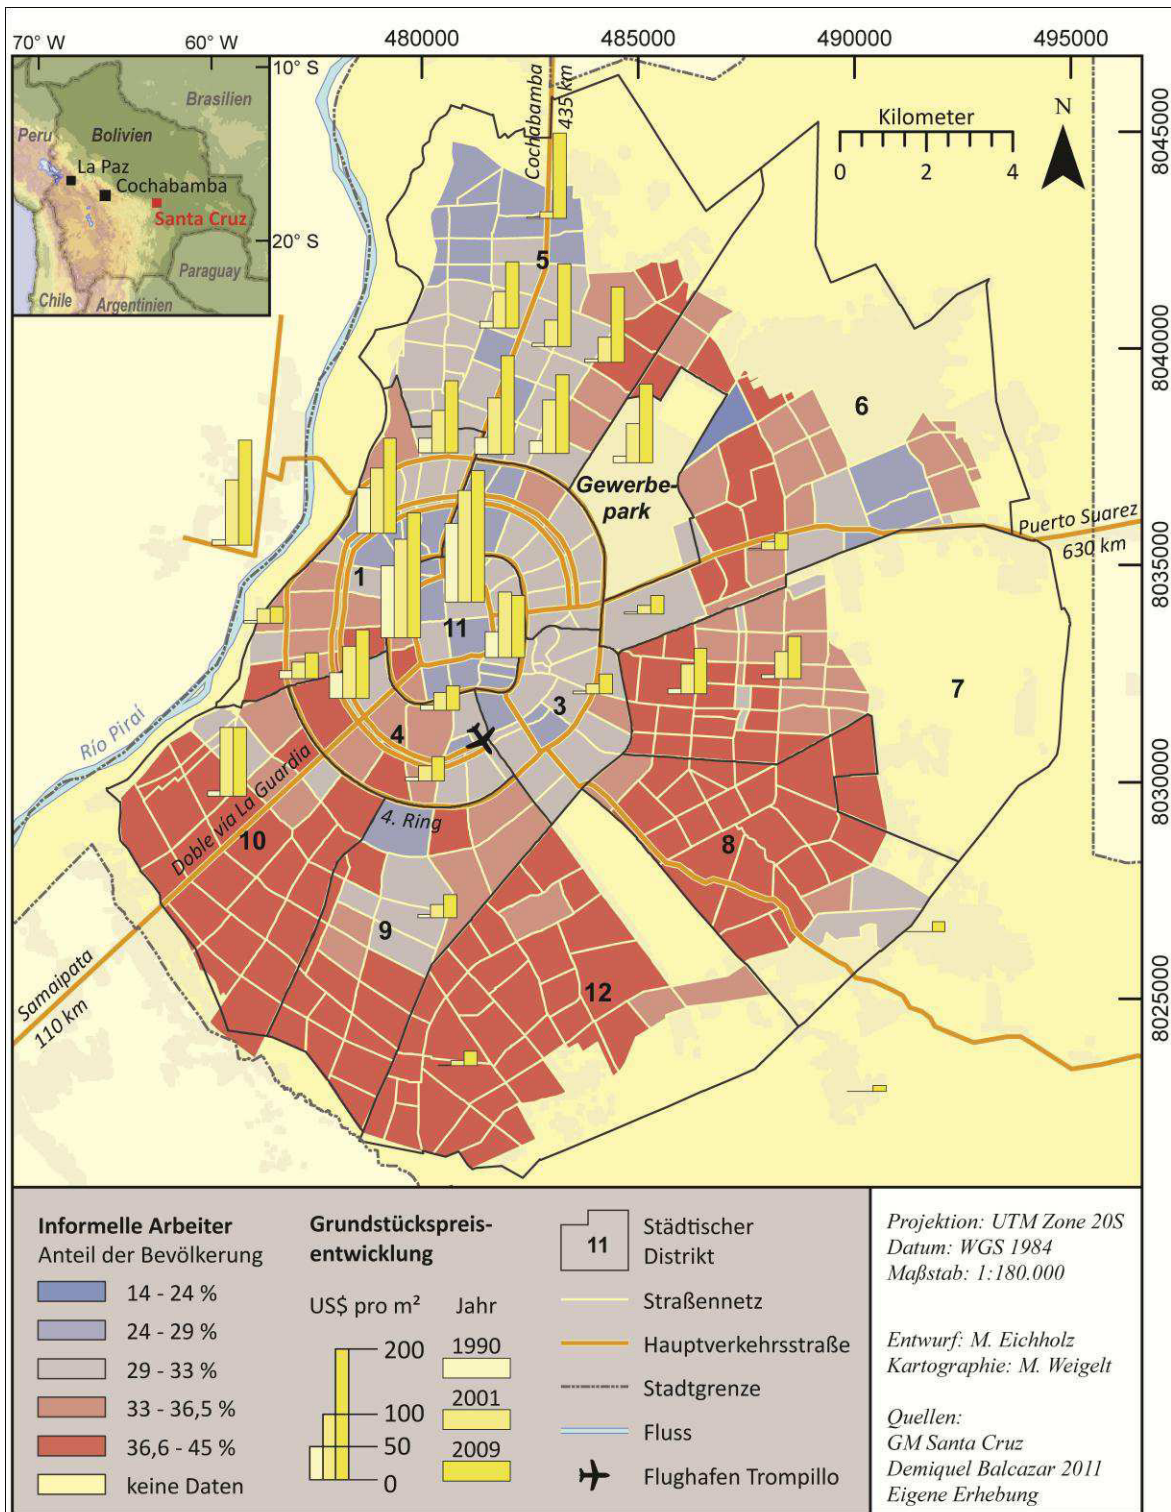 70° W
60° W
480000
485000
490000
495000
10° S
20° S
Brasilien
Peru
Bolivien
La Paz
Cochabamba
Santa Cruz
Paraguay
Chile
Argentinien
Cochabamba
435 km
Kilometer
0 2 4
N
8045000
8040000
8035000
8030000
8025000
5
6
Gewerbe-
park
Puerto Suarez
630 km
1
11
3
7
4
Río Piraí
Doble vía La Guardia
4. Ring
10
8
9
12
Samaipata
110 km
Informelle Arbeiter
Anteil der Bevölkerung
14 - 24 %
24 - 29 %
29 - 33 %
33 - 36,5 %
36,6 - 45 %
keine Daten
Grundstückspreis-
entwicklung
US$ pro m²
Jahr
200
100
50
0
1990
2001
2009
11
Städtischer
Distrikt
Straßennetz
Hauptverkehrsstraße
Stadtgrenze
Fluss
Flughafen Trompillo
Projektion: UTM Zone 20S
Datum: WGS 1984
Maßstab: 1:180.000
Entwurf: M. Eichholz
Kartographie: M. Weigelt
Quellen:
GM Santa Cruz
Demiquel Balcazar 2011
Eigene Erhebung